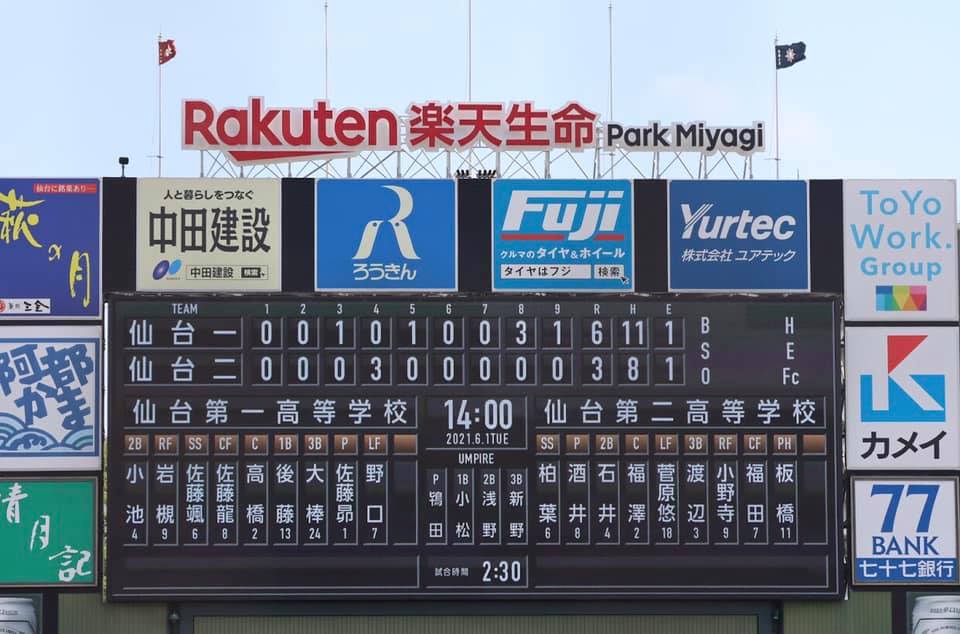 Rakuten 楽天生命 Park Miyagi
仙台に銘菓あり…
萩の月
三全
人と暮らしをつなぐ
中田建設
中田建設 検索
R
ろうきん
Fuji
クルマのタイヤ&ホイール
タイヤはフジ 検索
Yurtec
株式会社 ユアテック
ToYo
Work.
Group
阿部かま
青月記
K
カメイ
77
BANK
七十七銀行
TEAM 1 2 3 4 5 6 7 8 9 R H E
仙台一 0 0 1 0 1 0 0 3 1 6 11 1 B H
仙台二 0 0 0 3 0 0 0 0 0 3 8 1 S E
O Fc
仙台第一高等学校 14:00 仙台第二高等学校
2021.6.1TUE
2B RF SS CF C 1B 3B P LF UMPIRE SS P 2B C LF 3B RF CF PH
小池 岩槻 佐藤颯 佐藤龍 高橋 後藤 大棒 佐藤昴 野口 P 鴇田 1B 小松 2B 浅野 3B 新野 柏葉 酒井 石井 福澤 菅原悠 渡辺 小野寺 福田 板橋
4 9 6 8 2 13 24 1 7 6 8 4 2 18 3 9 7 11
試合時間 2:30